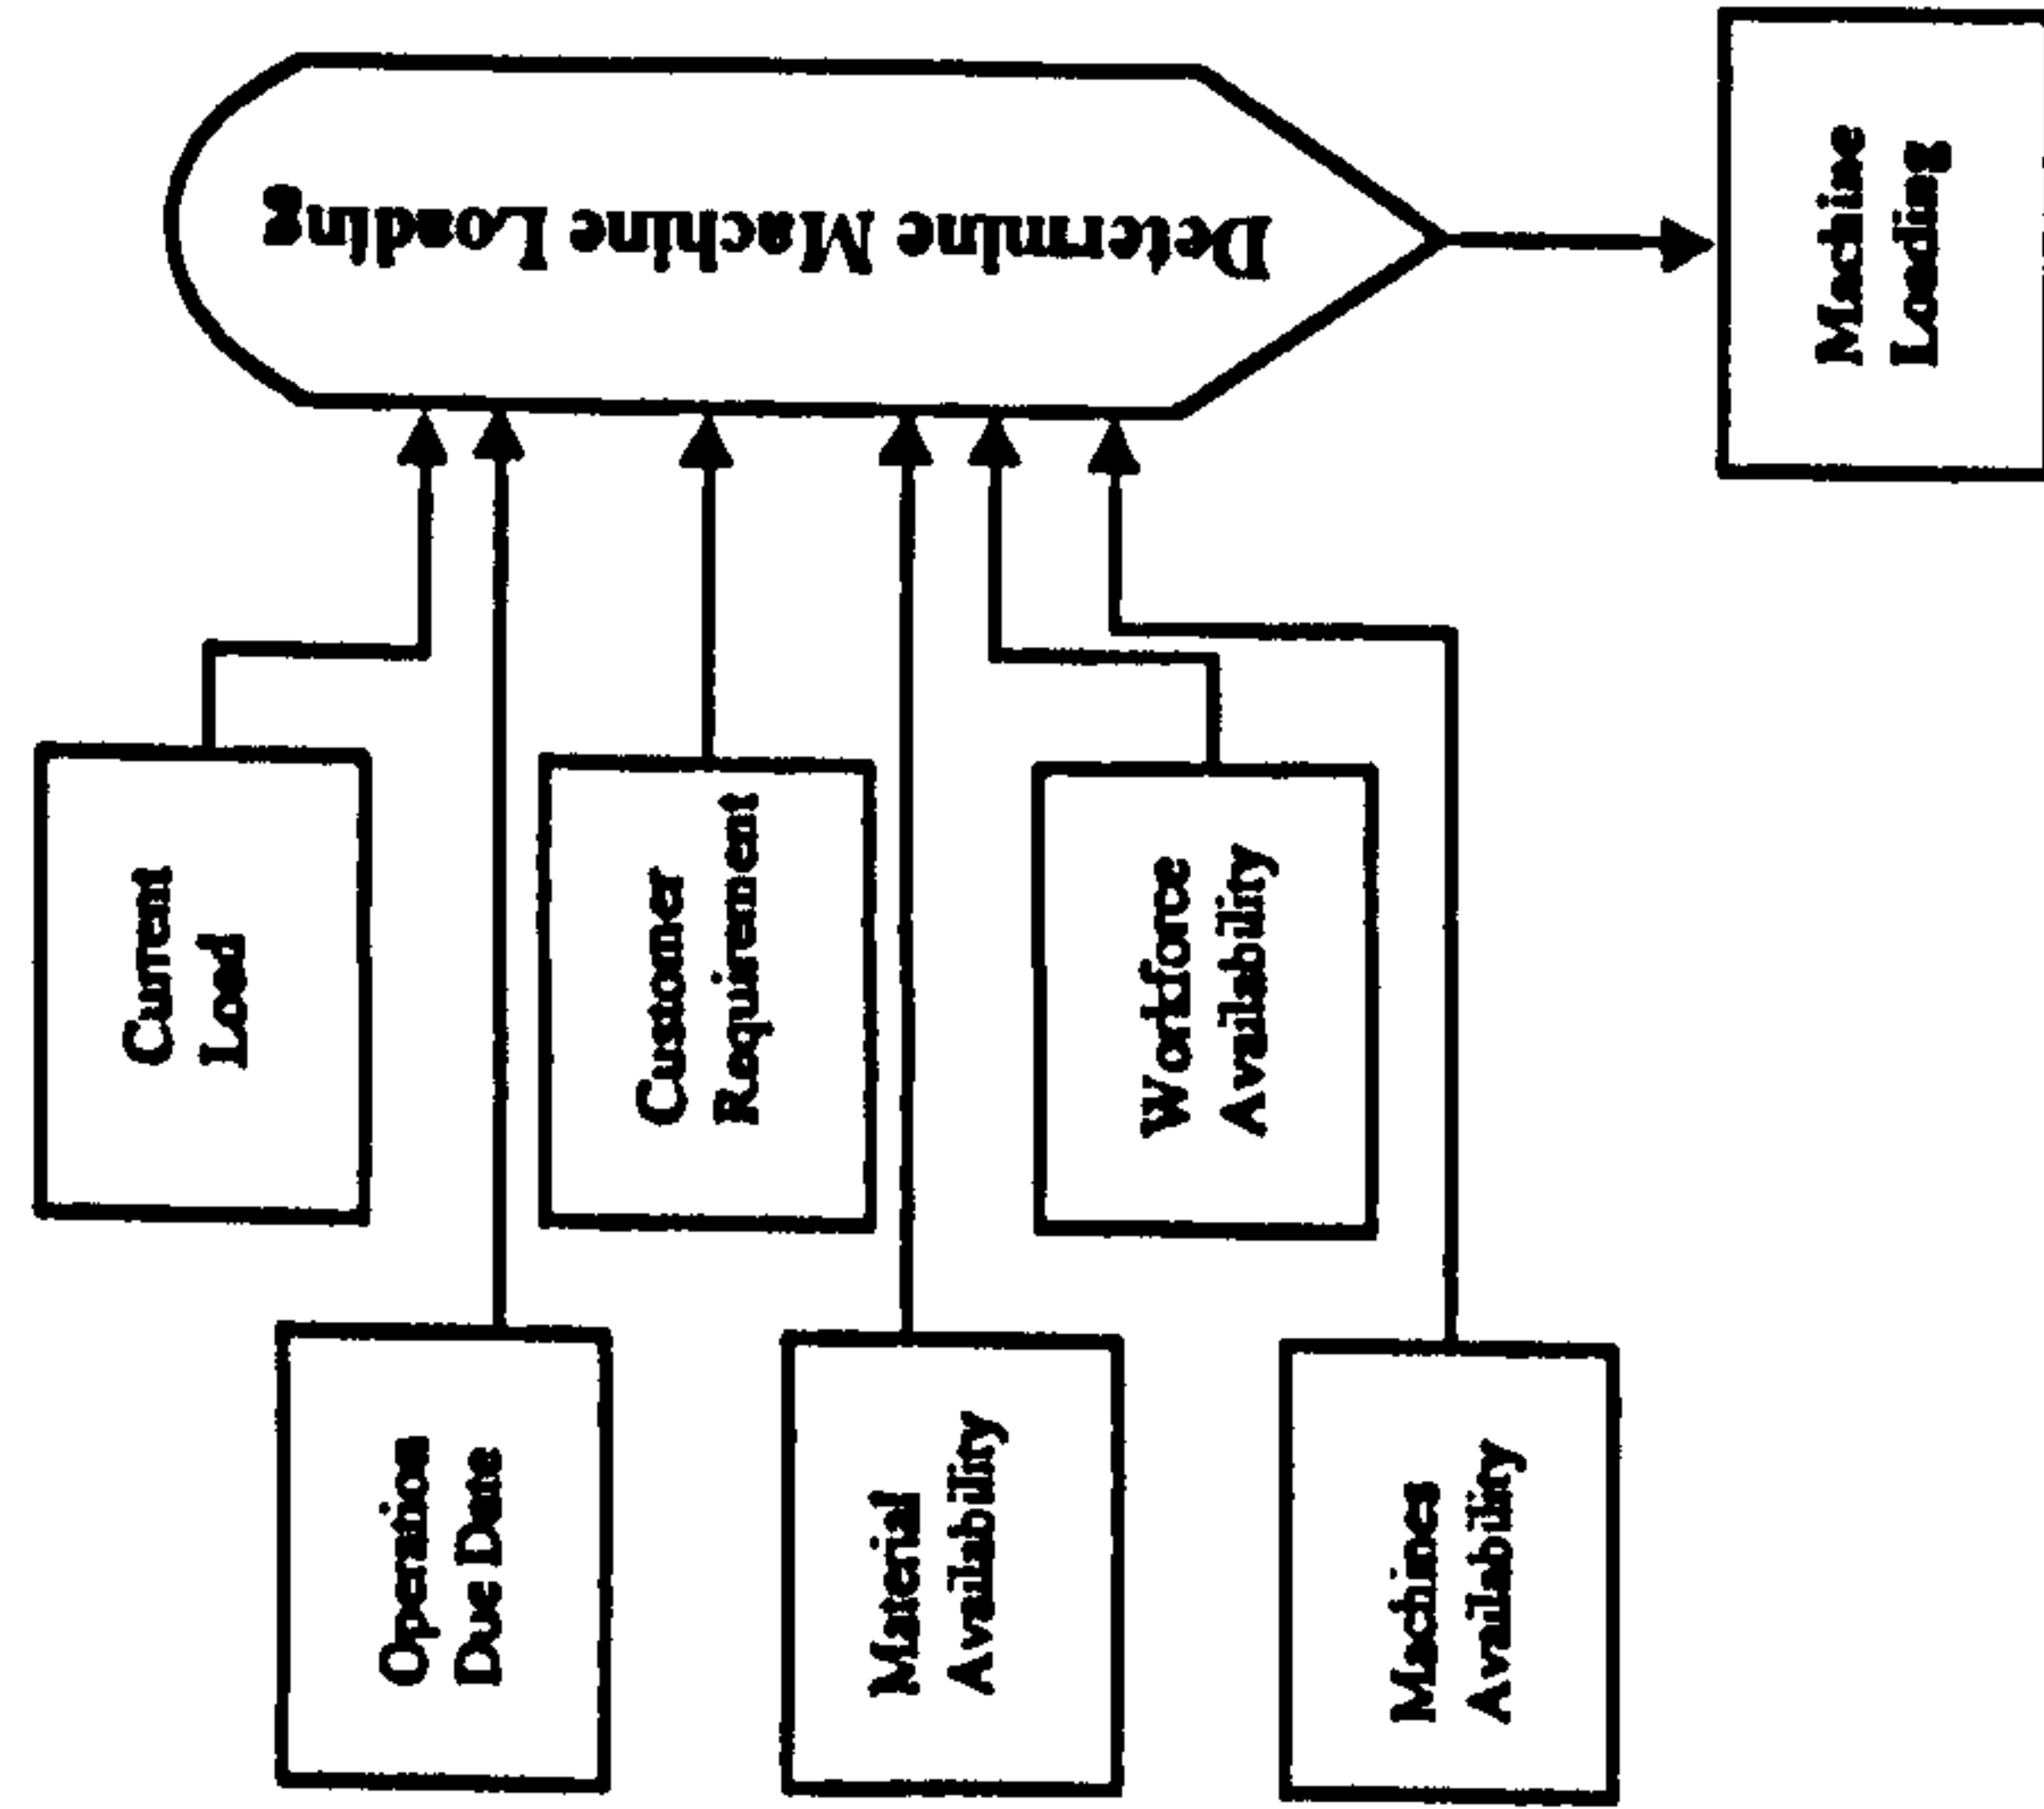 Current
Load
Operation
Due Date
Customer
Requirement
Material
Availability
Workforce
Availability
Machines
Availability
Determine Machine Loading
Machine
Loading